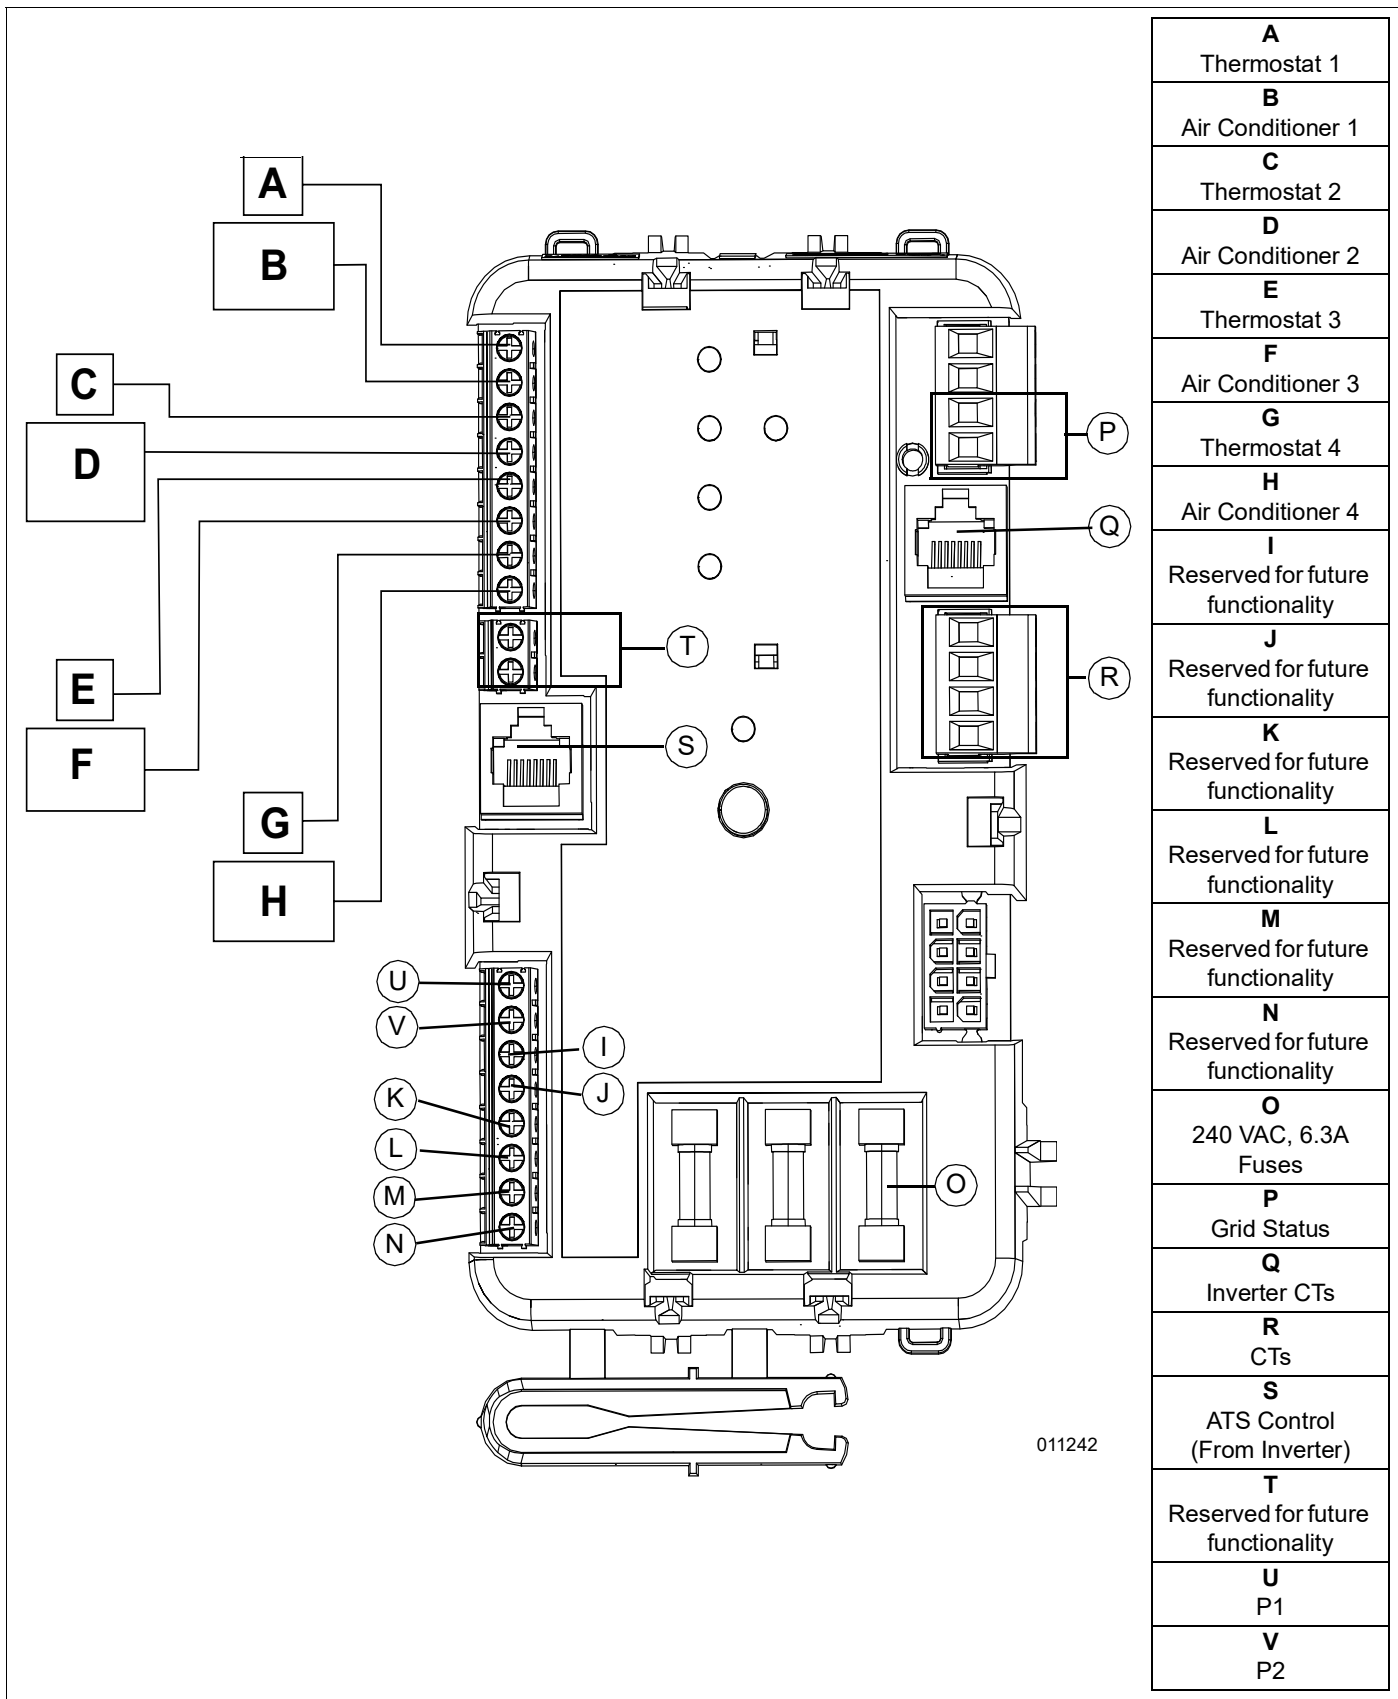 A
B
C
D
E
F
G
H
P
Q
T
R
S
U
V
I
J
K
L
M
N
O
011242
A
Thermostat 1
B
Air Conditioner 1
C
Thermostat 2
D
Air Conditioner 2
E
Thermostat 3
F
Air Conditioner 3
G
Thermostat 4
H
Air Conditioner 4
I
Reserved for future
functionality
J
Reserved for future
functionality
K
Reserved for future
functionality
L
Reserved for future
functionality
M
Reserved for future
functionality
N
Reserved for future
functionality
O
240 VAC, 6.3A
Fuses
P
Grid Status
Q
Inverter CTs
R
CTs
S
ATS Control
(From Inverter)
T
Reserved for future
functionality
U
P1
V
P2